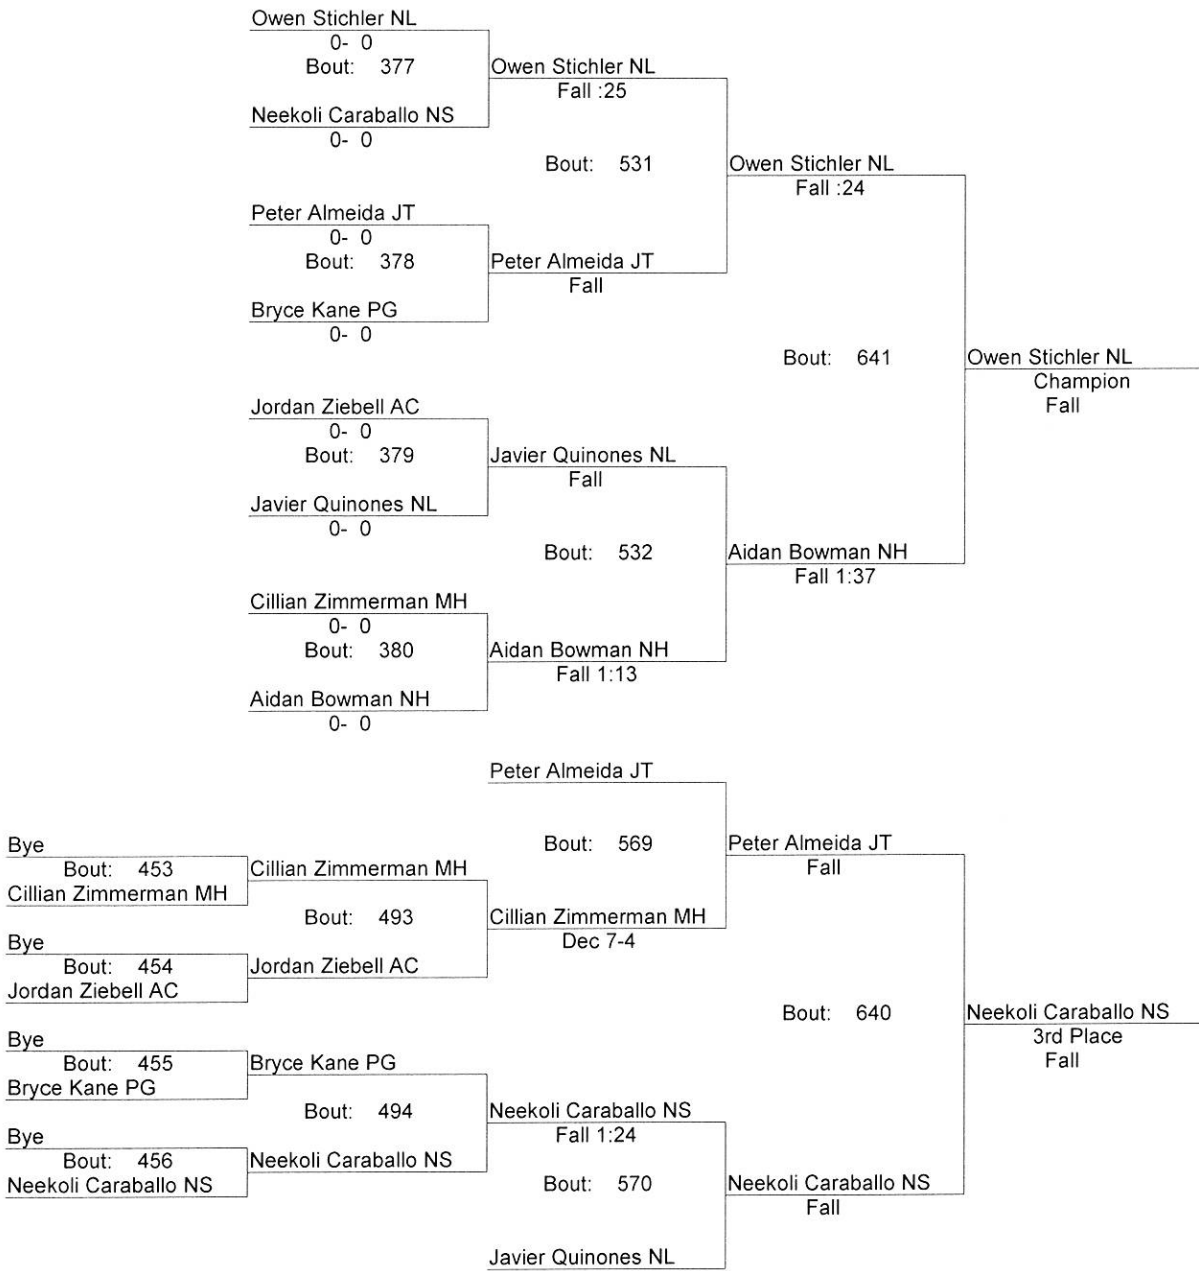 Owen Stichler NL
0- 0
Bout: 377
Owen Stichler NL
Fall :25
Neekoli Caraballo NS
0- 0
Bout: 531
Owen Stichler NL
Fall :24
Peter Almeida JT
0- 0
Bout: 378
Peter Almeida JT
Fall
Bryce Kane PG
0- 0
Bout: 641
Owen Stichler NL
Champion
Fall
Jordan Ziebell AC
0- 0
Bout: 379
Javier Quinones NL
Fall
Javier Quinones NL
0- 0
Bout: 532
Aidan Bowman NH
Fall 1:37
Cillian Zimmerman MH
0- 0
Bout: 380
Aidan Bowman NH
Fall 1:13
Aidan Bowman NH
0- 0
Peter Almeida JT
Bout: 569
Peter Almeida JT
Fall
Bye
Bout: 453
Cillian Zimmerman MH
Cillian Zimmerman MH
Bout: 493
Cillian Zimmerman MH
Dec 7-4
Bye
Bout: 454
Jordan Ziebell AC
Jordan Ziebell AC
Bout: 640
Neekoli Caraballo NS
3rd Place
Fall
Bye
Bout: 455
Bryce Kane PG
Bryce Kane PG
Bout: 494
Neekoli Caraballo NS
Fall 1:24
Bye
Bout: 456
Neekoli Caraballo NS
Neekoli Caraballo NS
Bout: 570
Neekoli Caraballo NS
Fall
Javier Quinones NL